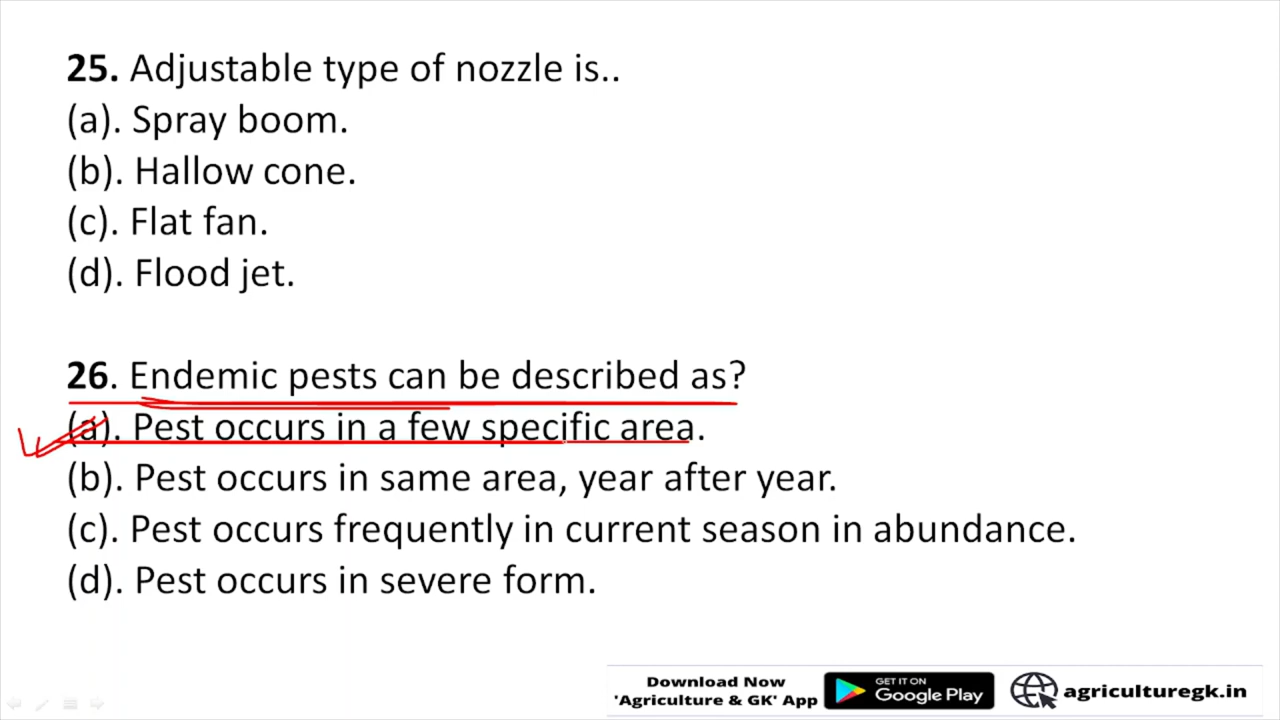 25. Adjustable type of nozzle is..
(a). Spray boom.
(b). Hallow cone.
(c). Flat fan.
(d). Flood jet.
26. Endemic pests can be described as?
(a). Pest occurs in a few specific area.
(b). Pest occurs in same area, year after year.
(c). Pest occurs frequently in current season in abundance.
(d). Pest occurs in severe form.
Download Now
'Agriculture & GK' App
GET IT ON
Google Play
agriculturegk.in